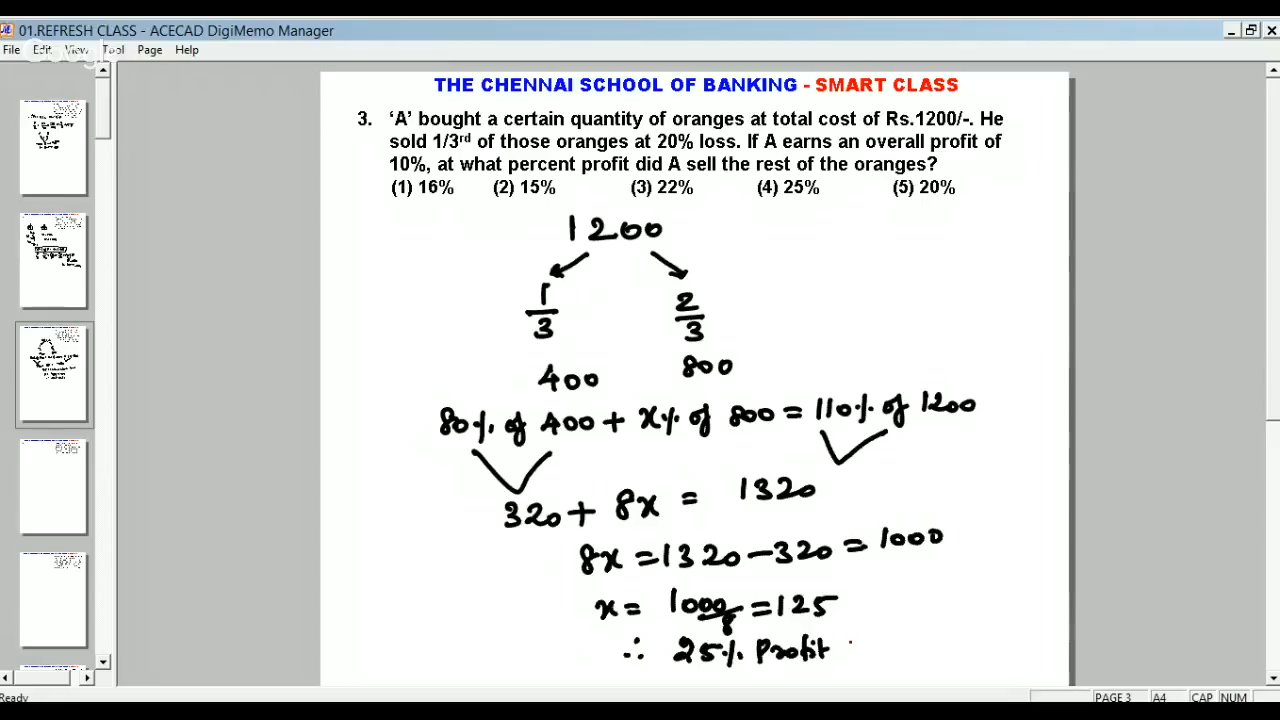 01.REFRESH CLASS - ACECAD DigiMemo Manager
File Edit View Tool Page Help
Google
THE CHENNAI SCHOOL OF BANKING - SMART CLASS
3. ‘A’ bought a certain quantity of oranges at total cost of Rs.1200/-. He
sold 1/3rd of those oranges at 20% loss. If A earns an overall profit of
10%, at what percent profit did A sell the rest of the oranges?
(1) 16% (2) 15% (3) 22% (4) 25% (5) 20%
1200
1/3 2/3
400 800
80% of 400 + x% of 800 = 110% of 1200
320 + 8x = 1320
8x = 1320 - 320 = 1000
x = 1000/8 = 125
∴ 25% Profit
Ready PAGE 3 A4 CAP NUM